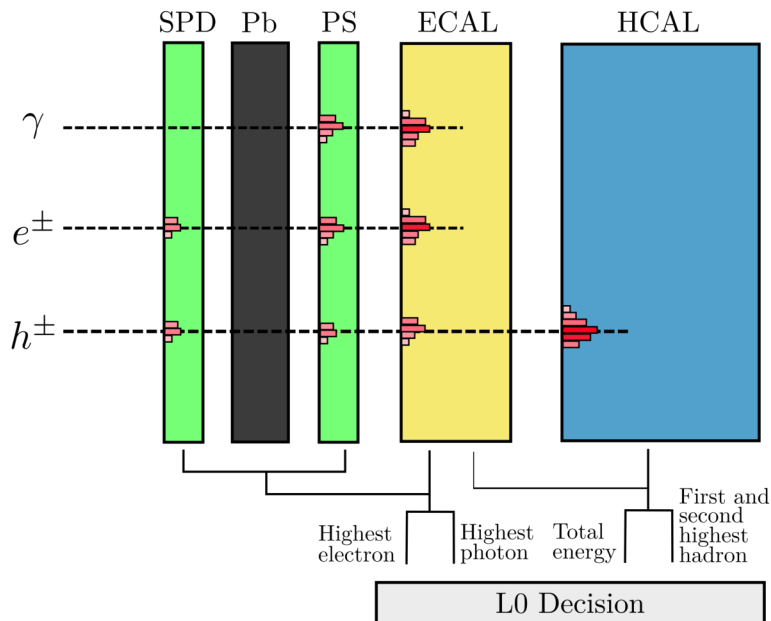 SPD Pb PS ECAL HCAL
γ
e±
h±
Highest
electron
Highest
photon
Total
energy
First and
second
highest
hadron
L0 Decision